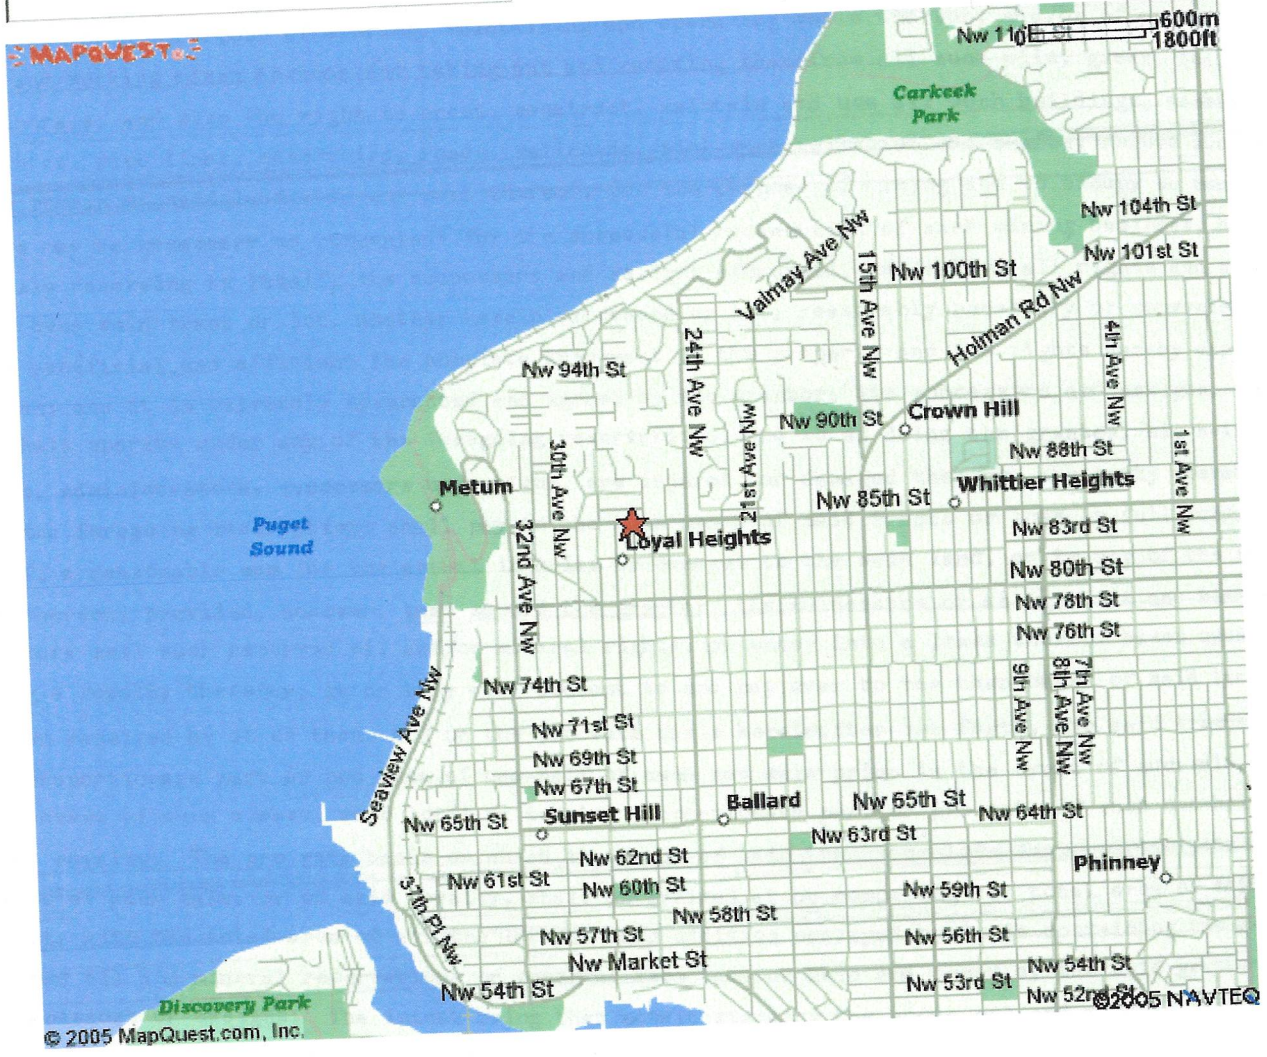 MAPQUEST
Nw 110th St
600m
0
1800ft
Carkeek
Park
Nw 104th St
Nw 101st St
Valmay Ave Nw
15th Ave Nw
Nw 100th St
Holman Rd Nw
24th Ave Nw
4th Ave Nw
Nw 94th St
21st Ave Nw
Nw 90th St
Crown Hill
30th Ave Nw
Nw 88th St
1st Ave Nw
Metum
Nw 85th St
Whittier Heights
Puget
Sound
32nd Ave Nw
Loyal Heights
Nw 83rd St
Nw 80th St
Nw 78th St
Nw 76th St
Seaview Ave Nw
Nw 74th St
9th Ave Nw
8th Ave Nw
7th Ave Nw
Nw 71st St
Nw 69th St
Nw 67th St
Nw 65th St
Sunset Hill
Ballard
Nw 65th St
Nw 64th St
Nw 63rd St
Nw 62nd St
Phinney
37th Pl Nw
Nw 61st St
Nw 60th St
Nw 59th St
Nw 58th St
Nw 57th St
Nw 56th St
Nw Market St
Nw 54th St
Nw 54th St
Nw 53rd St
Nw 52nd St
Discovery Park
© 2005 MapQuest.com, Inc.
©2005 NAVTEQ